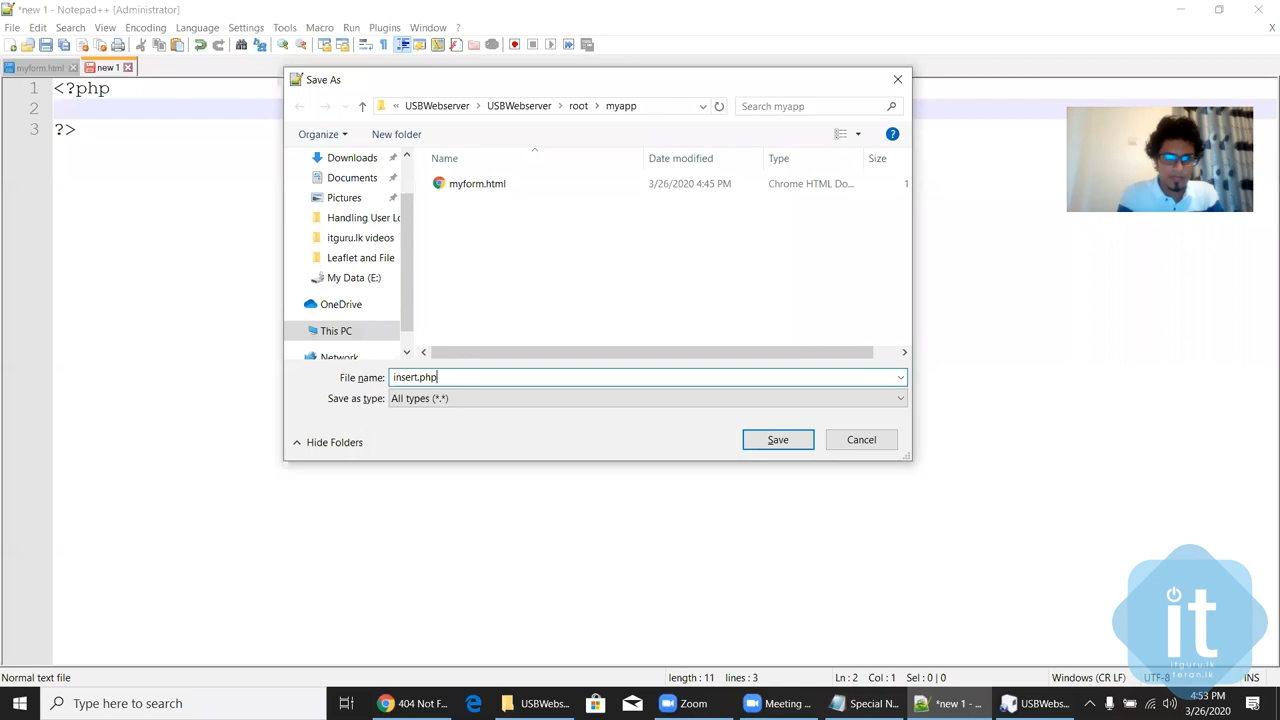 *new 1 - Notepad++ [Administrator]
File Edit Search View Encoding Language Settings Tools Macro Run Plugins Window ? X
myform.html new 1
1 <?php
2
3 ?>
Save As
« USBWebserver > USBWebserver > root > myapp
Search myapp
Organize New folder
Name Date modified Type Size
myform.html 3/26/2020 4:45 PM Chrome HTML Do... 1
Downloads
Documents
Pictures
Handling User Lo
itguru.lk videos
Leaflet and File
My Data (E:)
OneDrive
This PC
Network
File name: insert.php
Save as type: All types (*.*)
Hide Folders
Save Cancel
it
itguru.lk
teran.lk
Normal text file length : 11 lines : 3 Ln : 2 Col : 1 Sel : 0 | 0 Windows (CR LF) UTF-8 INS
Type here to search
404 Not F...
USBWebs...
Zoom
Meeting ...
Special N...
*new 1 - ...
USBWebs...
4:53 PM
3/26/2020